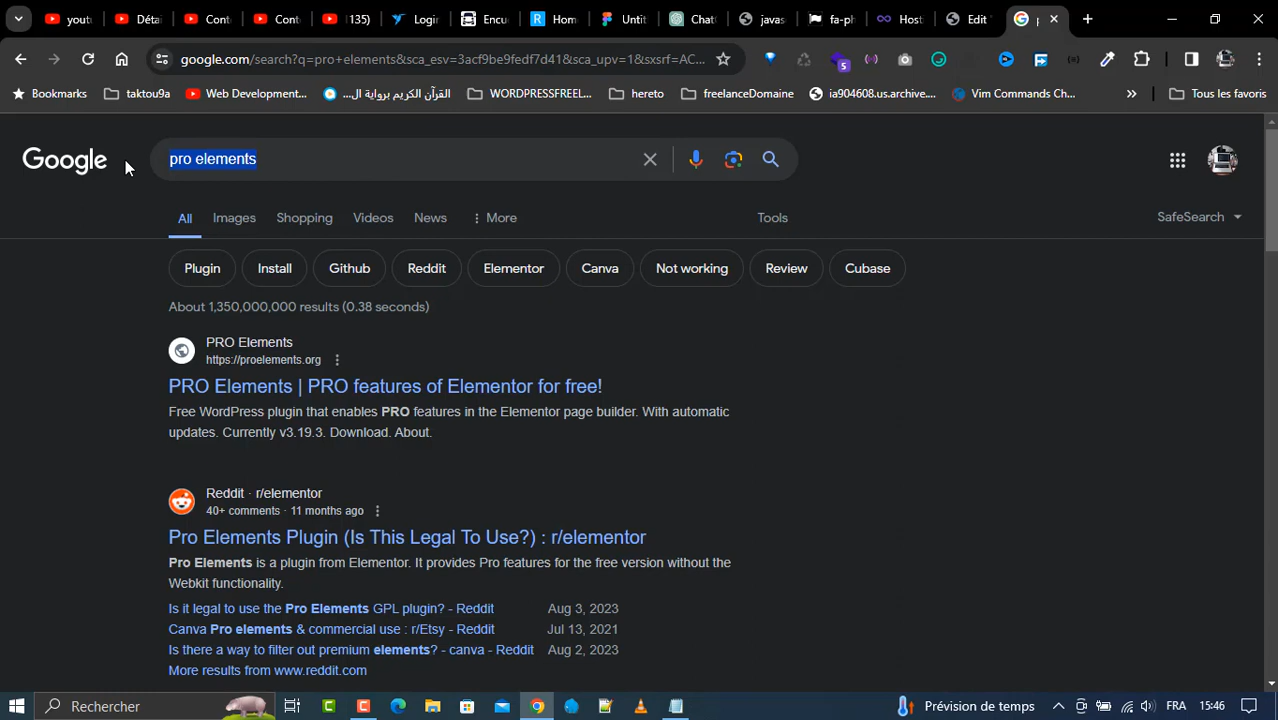 youtu
Détai
Cont
Cont
(135)
Login
Encu
Hom
Untit
ChatG
javas
fa-ph
Host
Edit
google.com/search?q=pro+elements&sca_esv=3acf9be9fedf7d41&sca_upv=1&sxsrf=AC...
5
Bookmarks
taktou9a
Web Development...
القرآن الكريم برواية ال...
WORDPRESSFREEL...
hereto
freelanceDomaine
ia904608.us.archive....
Vim Commands Ch...
Tous les favoris
Google
pro elements
All
Images
Shopping
Videos
News
More
Tools
SafeSearch
Plugin
Install
Github
Reddit
Elementor
Canva
Not working
Review
Cubase
About 1,350,000,000 results (0.38 seconds)
PRO Elements
https://proelements.org
PRO Elements | PRO features of Elementor for free!
Free WordPress plugin that enables PRO features in the Elementor page builder. With automatic
updates. Currently v3.19.3. Download. About.
Reddit · r/elementor
40+ comments · 11 months ago
Pro Elements Plugin (Is This Legal To Use?) : r/elementor
Pro Elements is a plugin from Elementor. It provides Pro features for the free version without the
Webkit functionality.
Is it legal to use the Pro Elements GPL plugin? - Reddit Aug 3, 2023
Canva Pro elements & commercial use : r/Etsy - Reddit Jul 13, 2021
Is there a way to filter out premium elements? - canva - Reddit Aug 2, 2023
More results from www.reddit.com
Rechercher
Prévision de temps
FRA
15:46